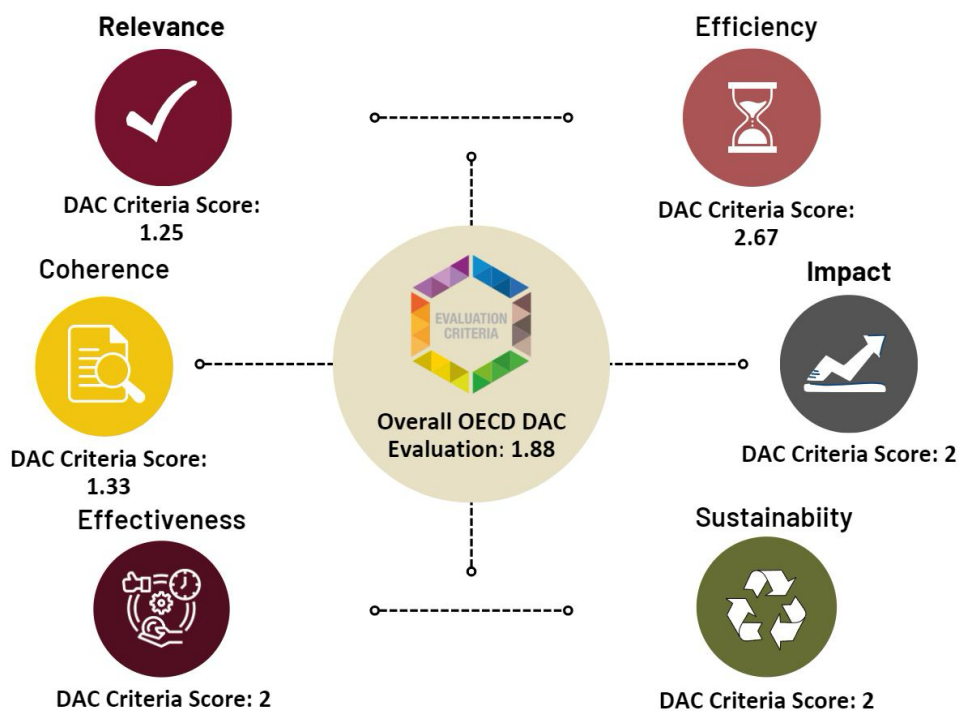 Relevance
DAC Criteria Score:
1.25
Efficiency
DAC Criteria Score:
2.67
Coherence
DAC Criteria Score:
1.33
EVALUATION
CRITERIA
Overall OECD DAC
Evaluation: 1.88
Impact
DAC Criteria Score: 2
Effectiveness
DAC Criteria Score: 2
Sustainabiity
DAC Criteria Score: 2